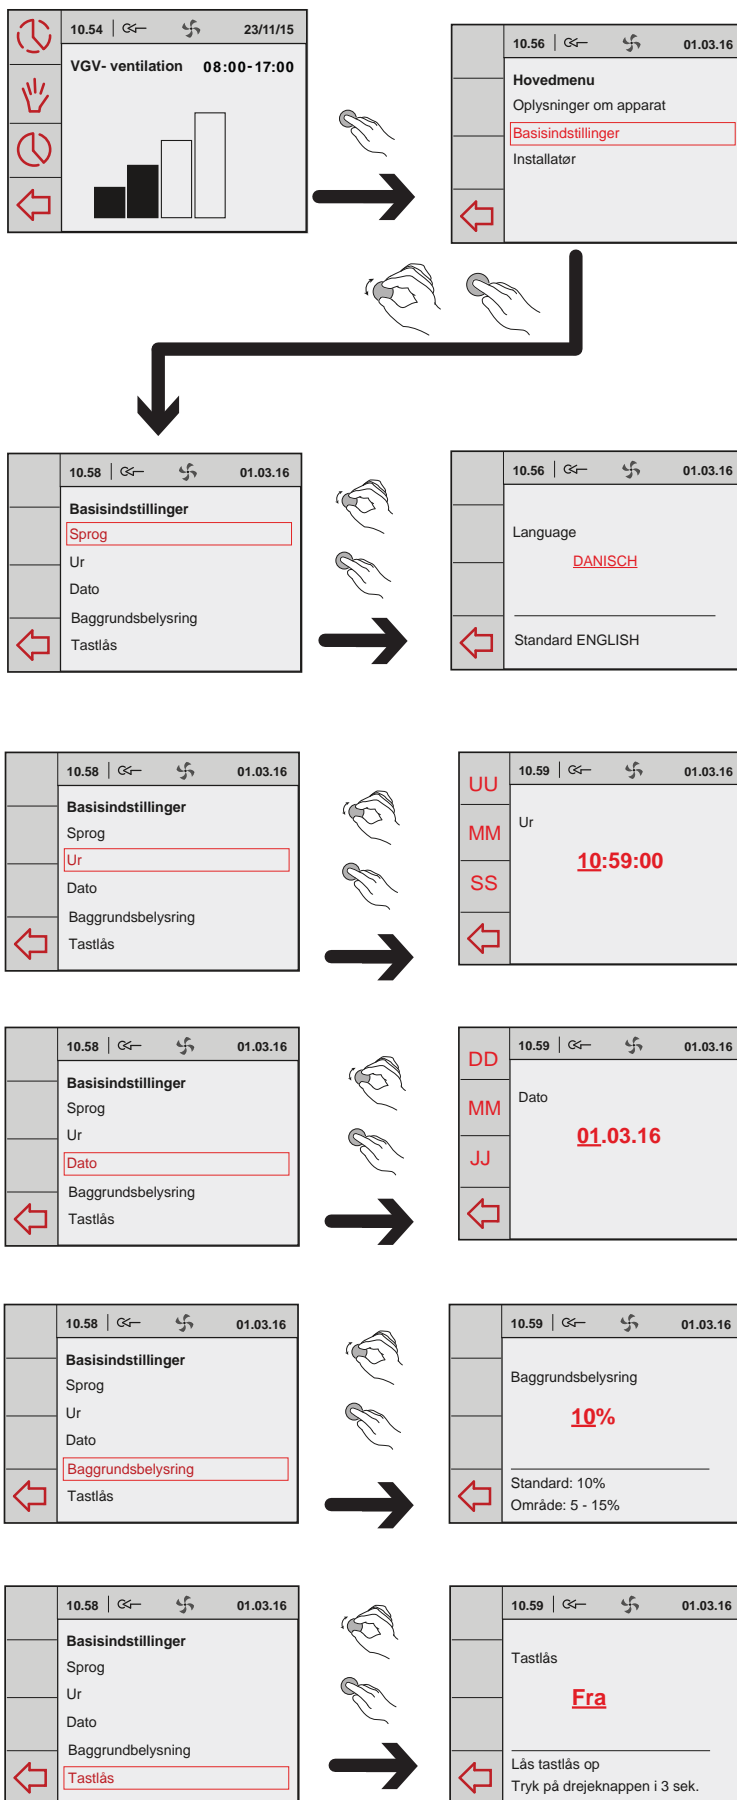 10.54
23/11/15
VGV- ventilation 08:00-17:00
10.56
01.03.16
Hovedmenu
Oplysninger om apparat
Basisindstillinger
Installatør
10.58
01.03.16
Basisindstillinger
Sprog
Ur
Dato
Baggrundsbelysring
Tastlås
10.56
01.03.16
Language
DANISCH
Standard ENGLISH
10.58
01.03.16
Basisindstillinger
Sprog
Ur
Dato
Baggrundsbelysring
Tastlås
UU
MM
SS
10.59
01.03.16
Ur
10:59:00
10.58
01.03.16
Basisindstillinger
Sprog
Ur
Dato
Baggrundsbelysring
Tastlås
DD
MM
JJ
10.59
01.03.16
Dato
01.03.16
10.58
01.03.16
Basisindstillinger
Sprog
Ur
Dato
Baggrundsbelysring
Tastlås
10.59
01.03.16
Baggrundsbelysring
10%
Standard: 10%
Område: 5 - 15%
10.58
01.03.16
Basisindstillinger
Sprog
Ur
Dato
Baggrundbelysning
Tastlås
10.59
01.03.16
Tastlås
Fra
Lås tastlås op
Tryk på drejeknappen i 3 sek.